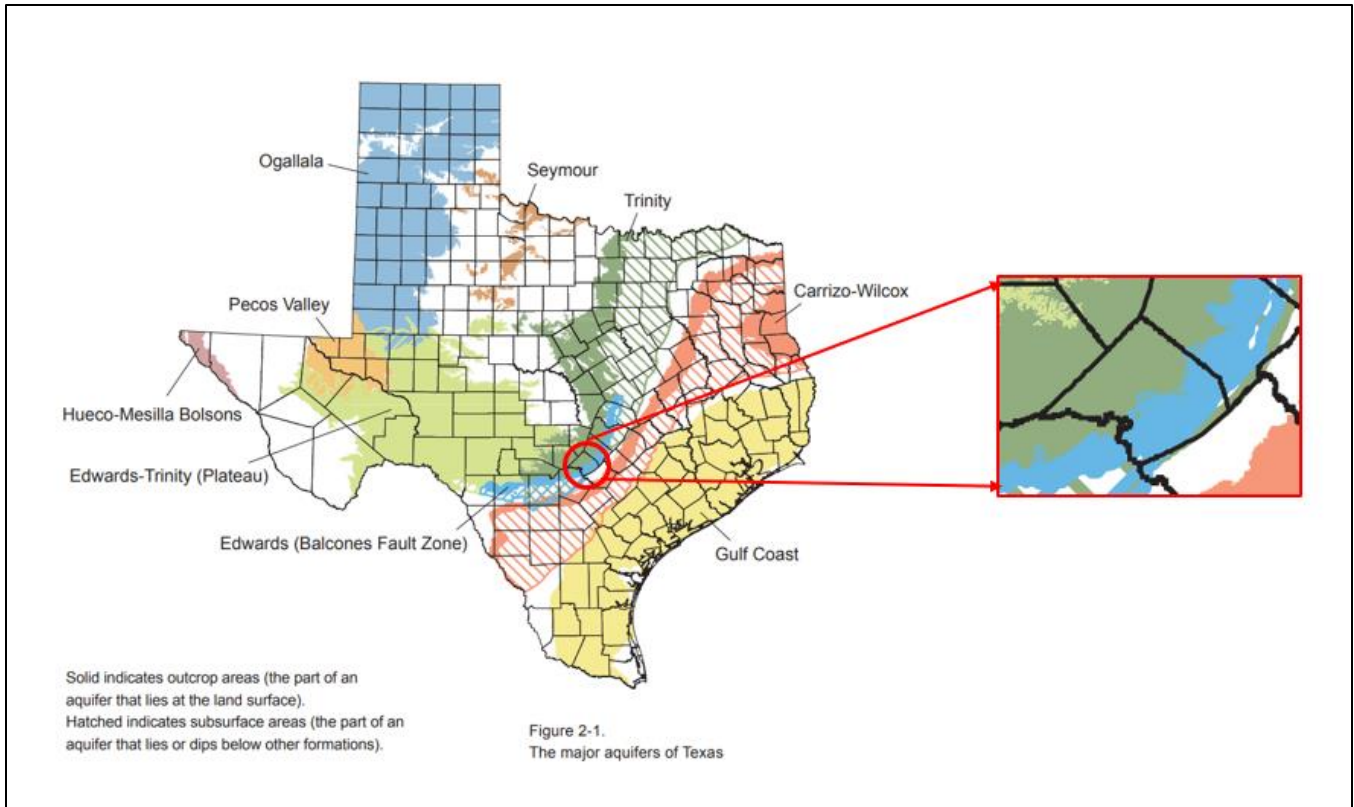 Ogallala
Seymour
Trinity
Pecos Valley
Carrizo-Wilcox
Hueco-Mesilla Bolsons
Edwards-Trinity (Plateau)
Edwards (Balcones Fault Zone)
Gulf Coast
Solid indicates outcrop areas (the part of an
aquifer that lies at the land surface).
Hatched indicates subsurface areas (the part of an
aquifer that lies or dips below other formations).
Figure 2-1.
The major aquifers of Texas